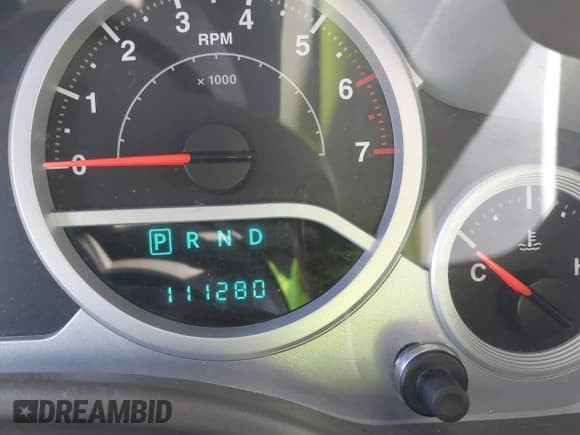 0 1 2 3 4 5 6 7
RPM
x 1000
P R N D
111280
C H
DREAMBID